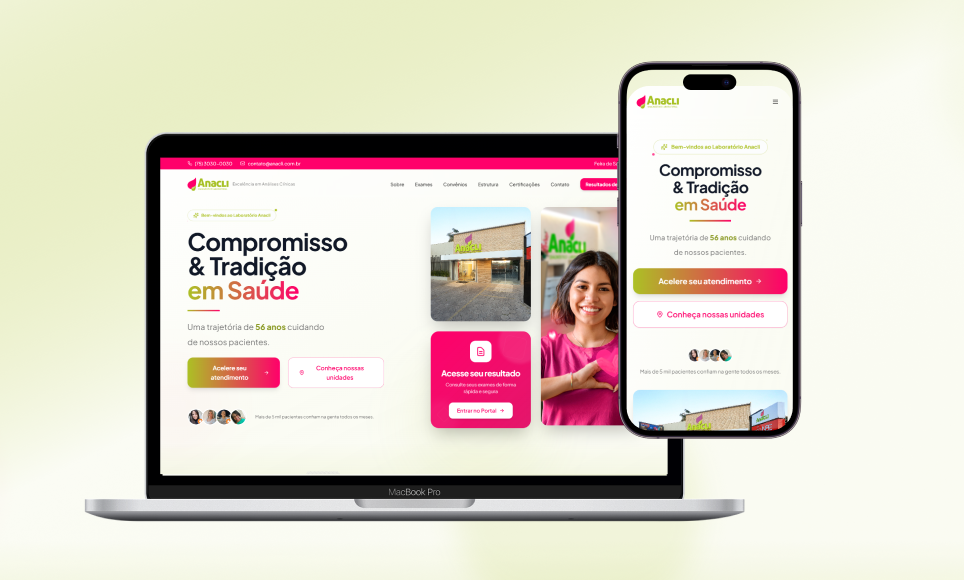 (75) 3030-0030
contato@anacli.com.br
Feira de
Anacli
Excelência em Análises Clínicas
Sobre
Exames
Convênios
Estrutura
Certificações
Contato
Resultados de
Bem-vindos ao Laboratório Anacli
Compromisso
& Tradição
em Saúde
Uma trajetória de 56 anos cuidando
de nossos pacientes.
Acelere seu
atendimento
Conheça nossas
unidades
Mais de 5 mil pacientes confiam na gente todos os meses.
Anacli
Acesse seu resultado
Consulte seus exames de forma
rápida e segura
Entrar no Portal
Anacli
MacBook Pro
Anacli
Bem-vindos ao Laboratório Anacli
Compromisso
& Tradição
em Saúde
Uma trajetória de 56 anos cuidando
de nossos pacientes.
Acelere seu atendimento
Conheça nossas unidades
Mais de 5 mil pacientes confiam na gente todos os meses.
Anacli